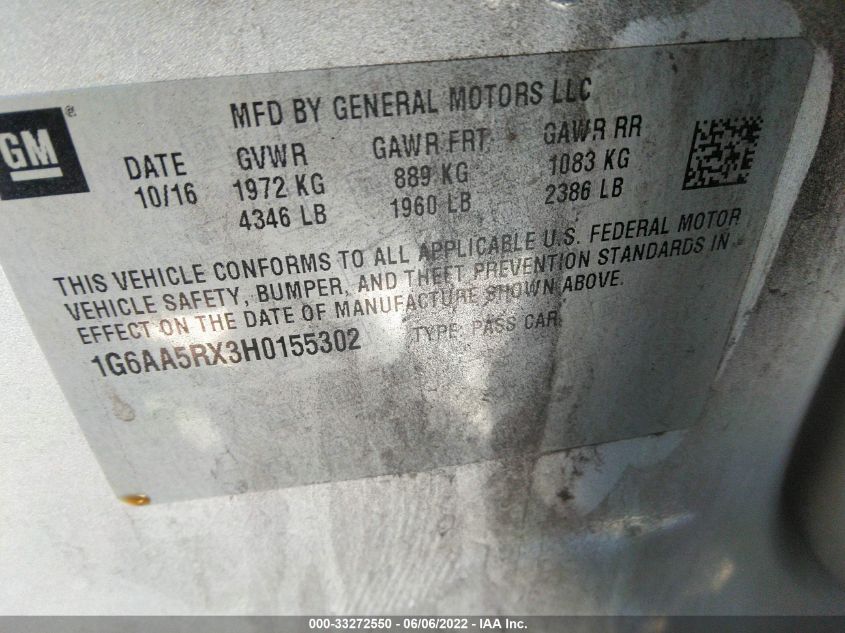 GM®
MFD BY GENERAL MOTORS LLC
DATE GVWR GAWR FRT GAWR RR
10/16 1972 KG 889 KG 1083 KG
4346 LB 1960 LB 2386 LB
THIS VEHICLE CONFORMS TO ALL APPLICABLE U.S. FEDERAL MOTOR
VEHICLE SAFETY, BUMPER, AND THEFT PREVENTION STANDARDS IN
EFFECT ON THE DATE OF MANUFACTURE SHOWN ABOVE.
1G6AA5RX3H0155302 TYPE: PASS CAR
000-33272550 - 06/06/2022 - IAA Inc.